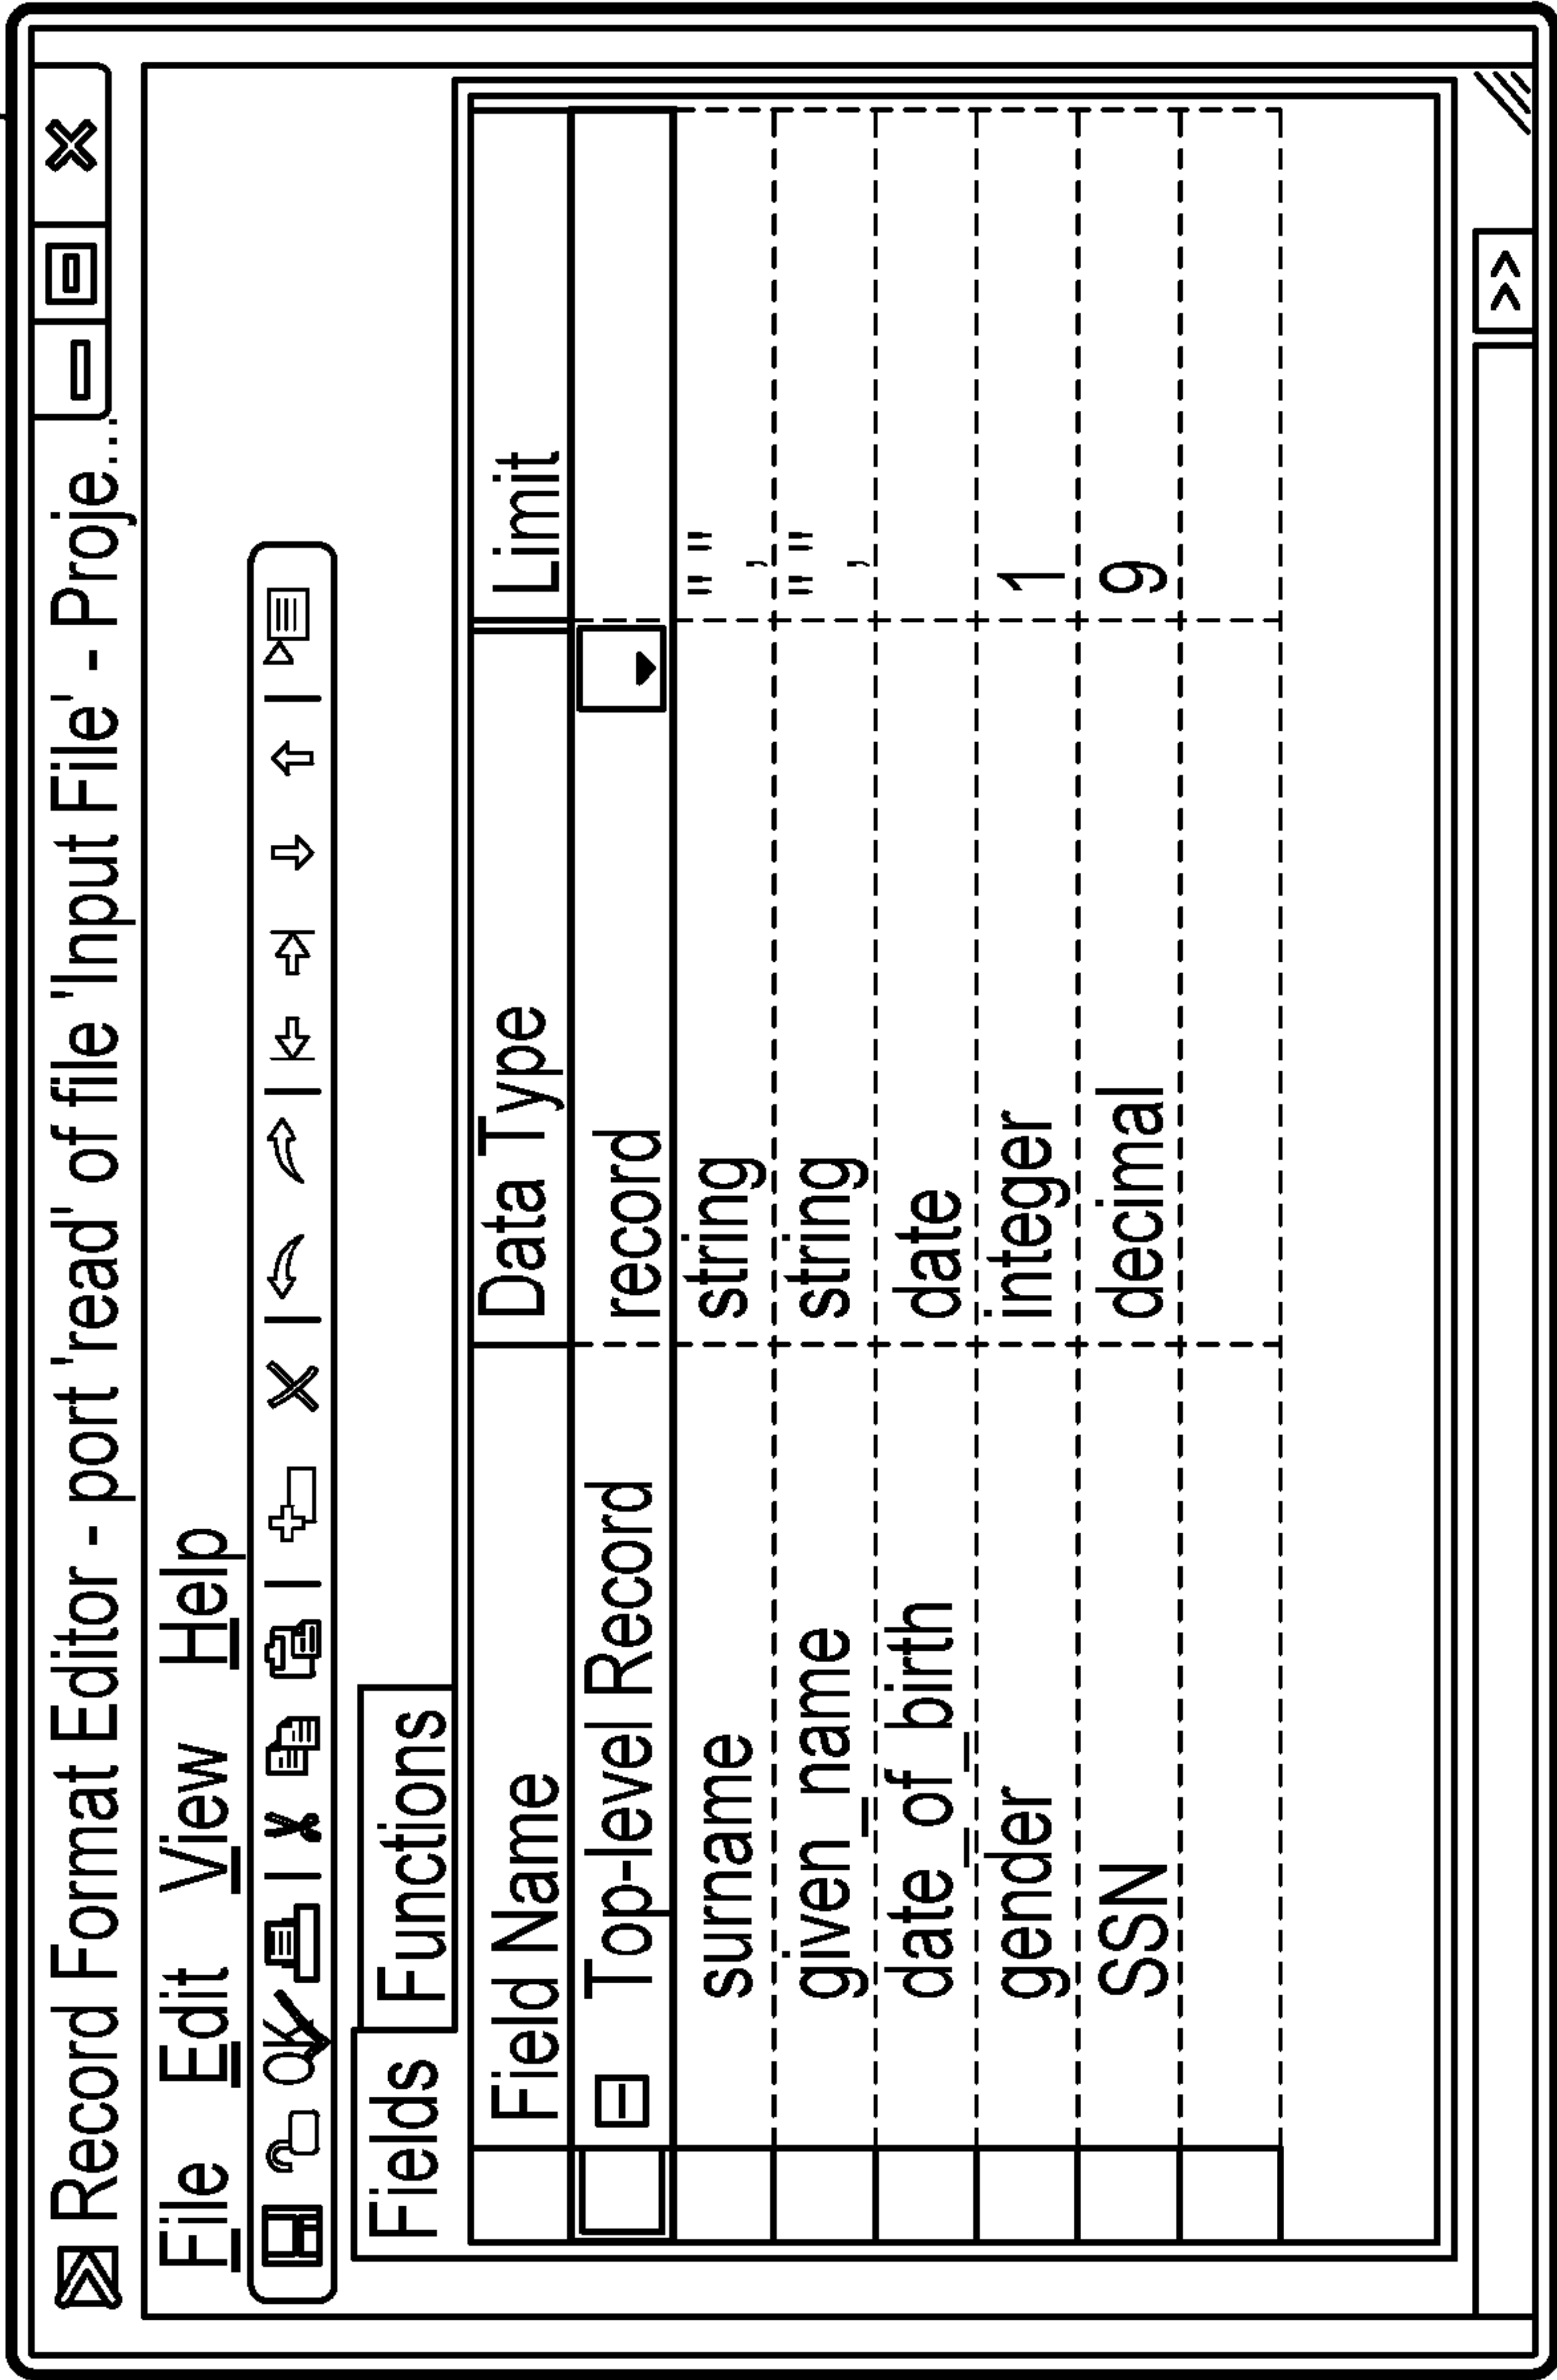 Record Format Editor - port 'read' of file 'Input File' - Proje...
File Edit View Help
OK
Fields Functions
Field Name Data Type Limit
Top-level Record record
surname string " , "
given_name string " , "
date_of_birth date
gender integer 1
SSN decimal 9
>>